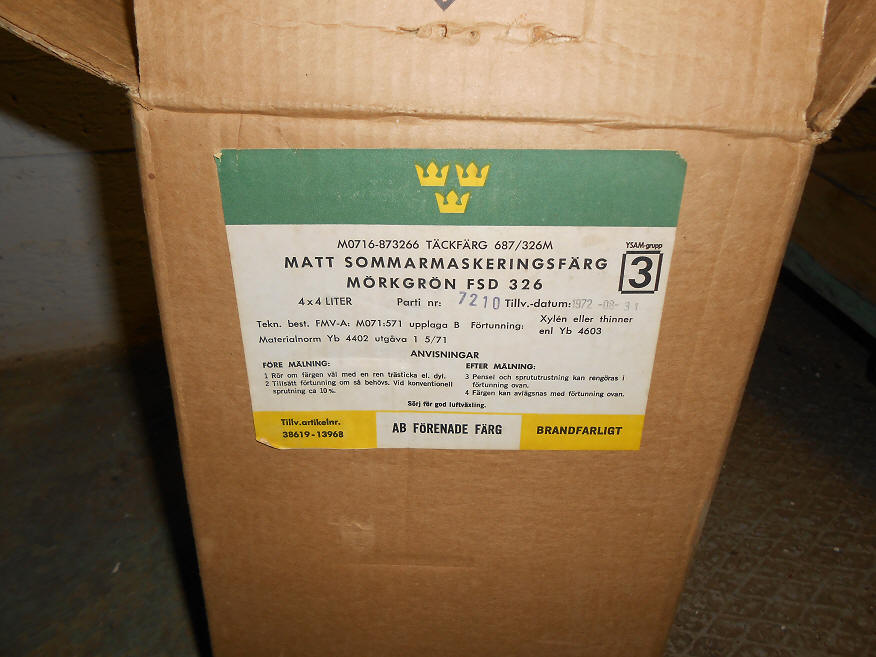 M0716-873266 TÄCKFÄRG 687/326M
YSAM-grupp
3
MATT SOMMARMASKERINGSFÄRG
MÖRKGRÖN FSD 326
4 x 4 LITER Parti nr: 7210 Tillv.-datum: 1972 -08- 31
Tekn. best. FMV-A: M071:571 upplaga B Förtunning: Xylén eller thinner
Materialnorm Yb 4402 utgåva 1 5/71 enl Yb 4603
ANVISNINGAR
FÖRE MÅLNING:
1 Rör om färgen väl med en ren trästicka el. dyl.
2 Tillsätt förtunning om så behövs. Vid konventionell
sprutning ca 10 %.
EFTER MÅLNING:
3 Pensel och sprututrustning kan rengöras i
förtunning ovan.
4 Färgen kan avlägsnas med förtunning ovan.
Sörj för god luftväxling.
Tillv.artikelnr.
38619-13968
AB FÖRENADE FÄRG
BRANDFARLIGT